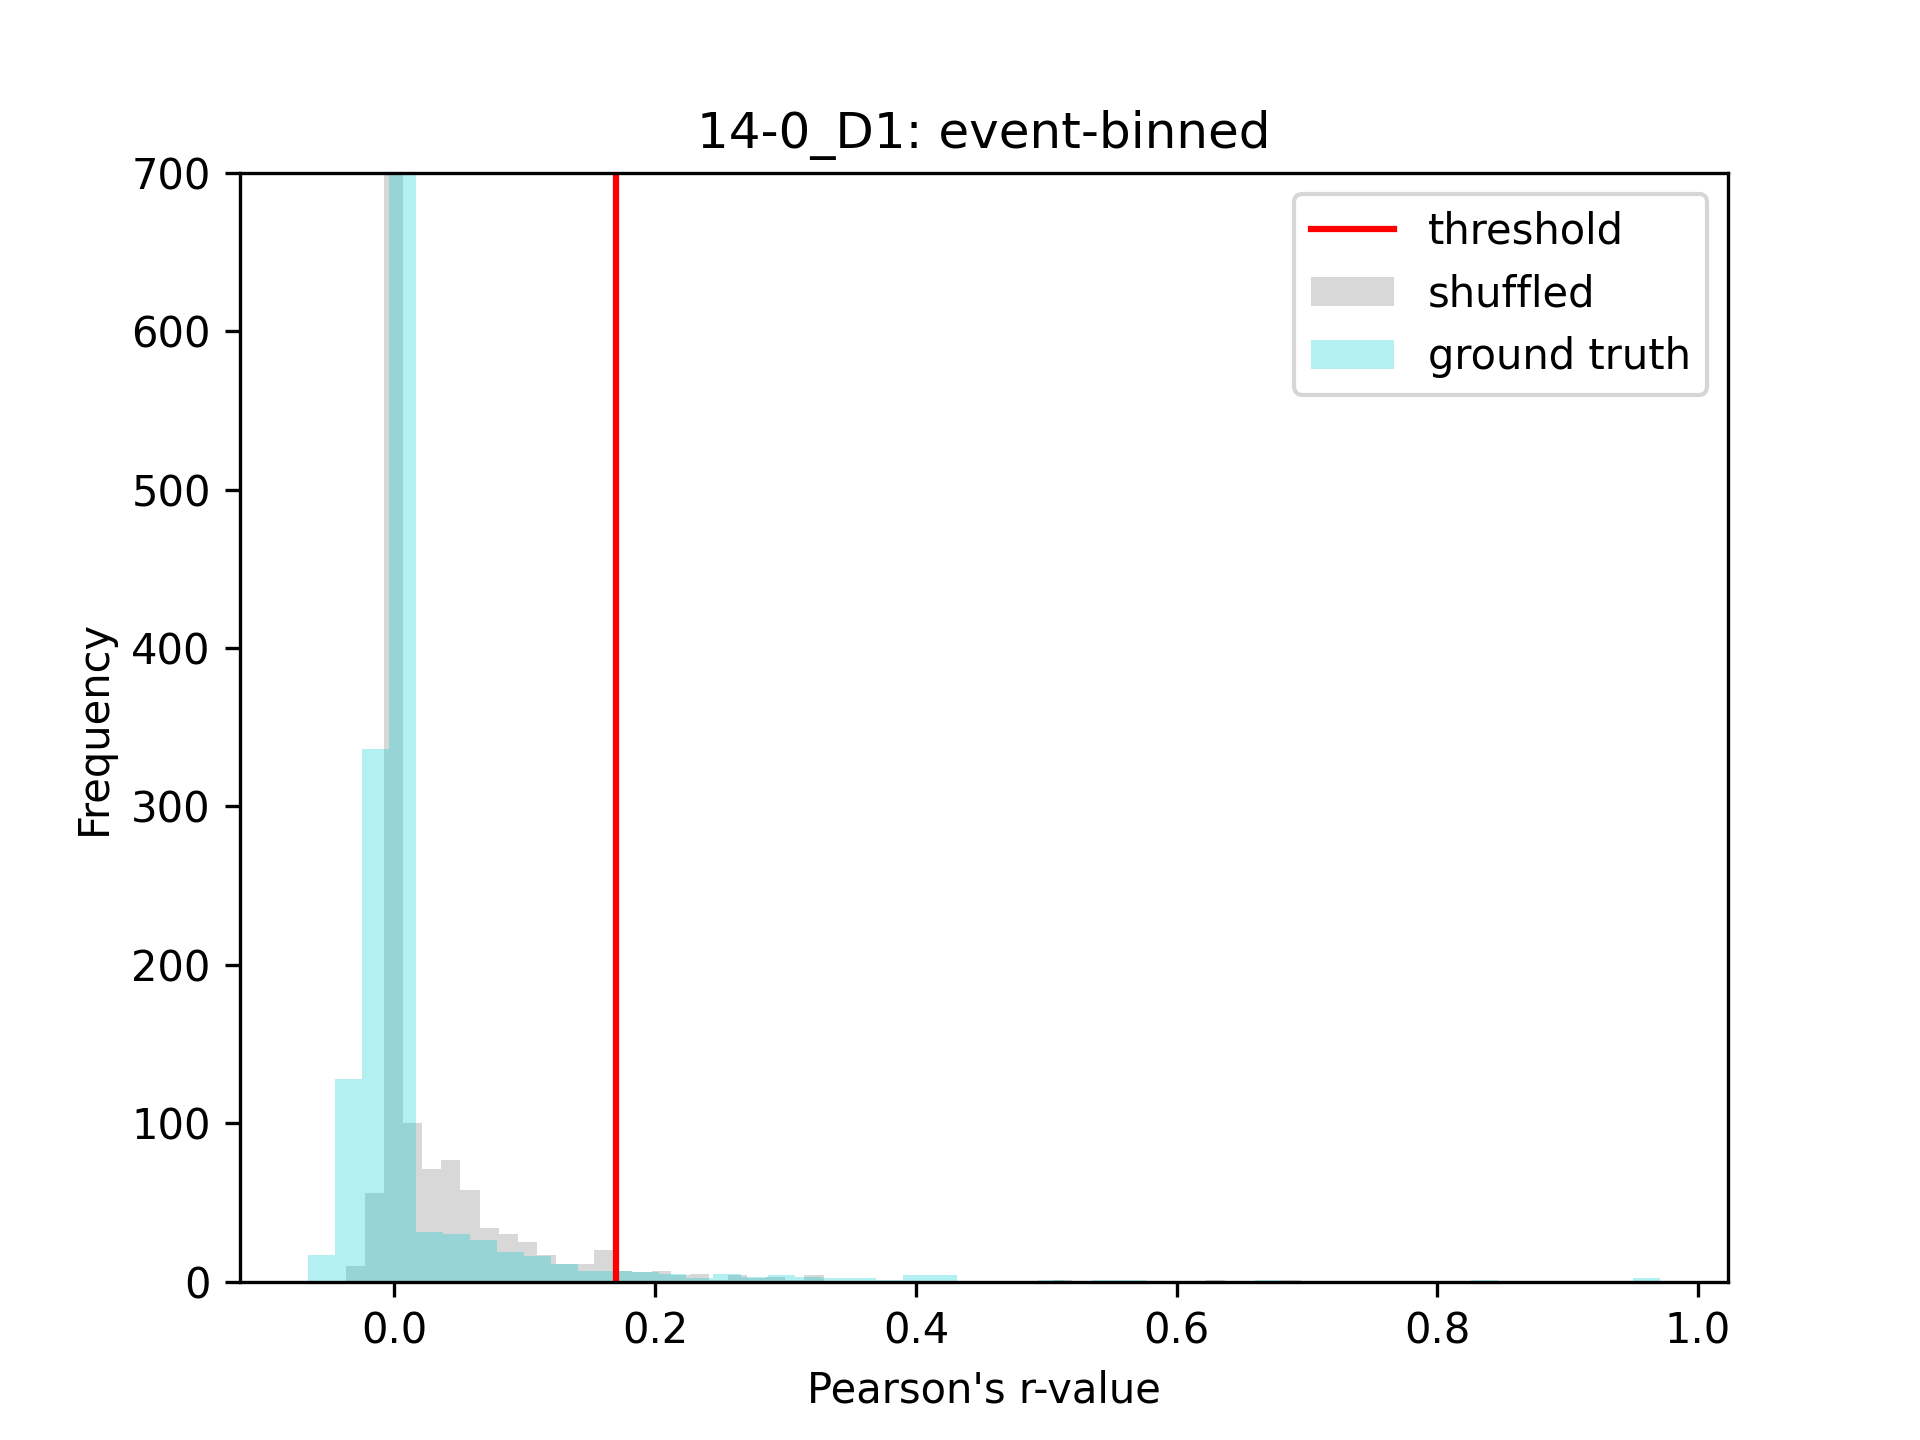 14-0_D1: event-binned
threshold
shuffled
ground truth
Frequency
700
600
500
400
300
200
100
0
0.0 0.2 0.4 0.6 0.8 1.0
Pearson's r-value